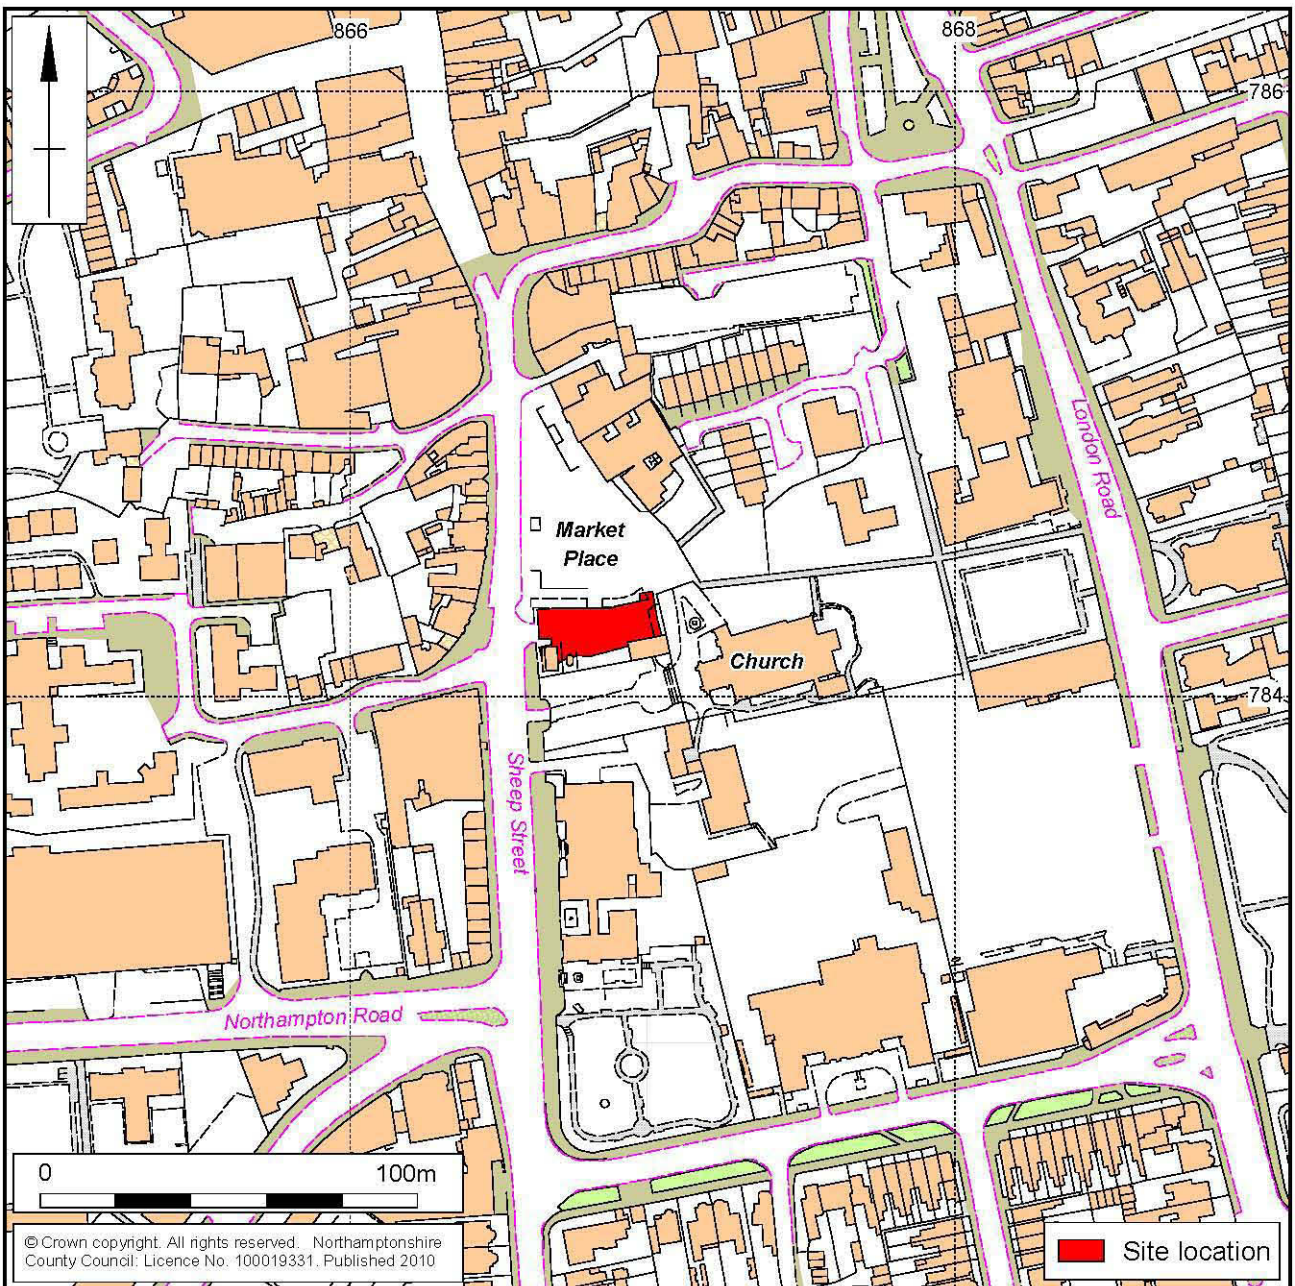 866
868
786
London Road
Market
Place
Church
784
Sheep Street
Northampton Road
0 100m
© Crown copyright. All rights reserved. Northamptonshire
County Council: Licence No. 100019331. Published 2010
Site location